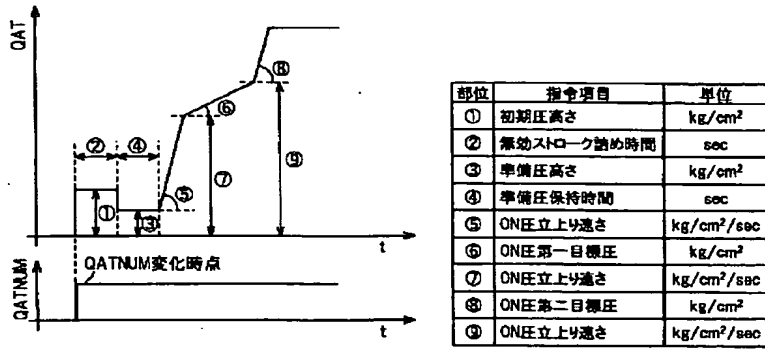 QAT
②
④
①
③
⑤
⑥
⑦
⑧
⑨
t
QATNUM
QATNUM変化時点
t
部位 指令項目 単位
① 初期圧高さ kg/cm²
② 無効ストローク詰め時間 sec
③ 準備圧高さ kg/cm²
④ 準備圧保持時間 sec
⑤ ON圧立上り速さ kg/cm²/sec
⑥ ON圧第一目標圧 kg/cm²
⑦ ON圧立上り速さ kg/cm²/sec
⑧ ON圧第二目標圧 kg/cm²
⑨ ON圧立上り速さ kg/cm²/sec